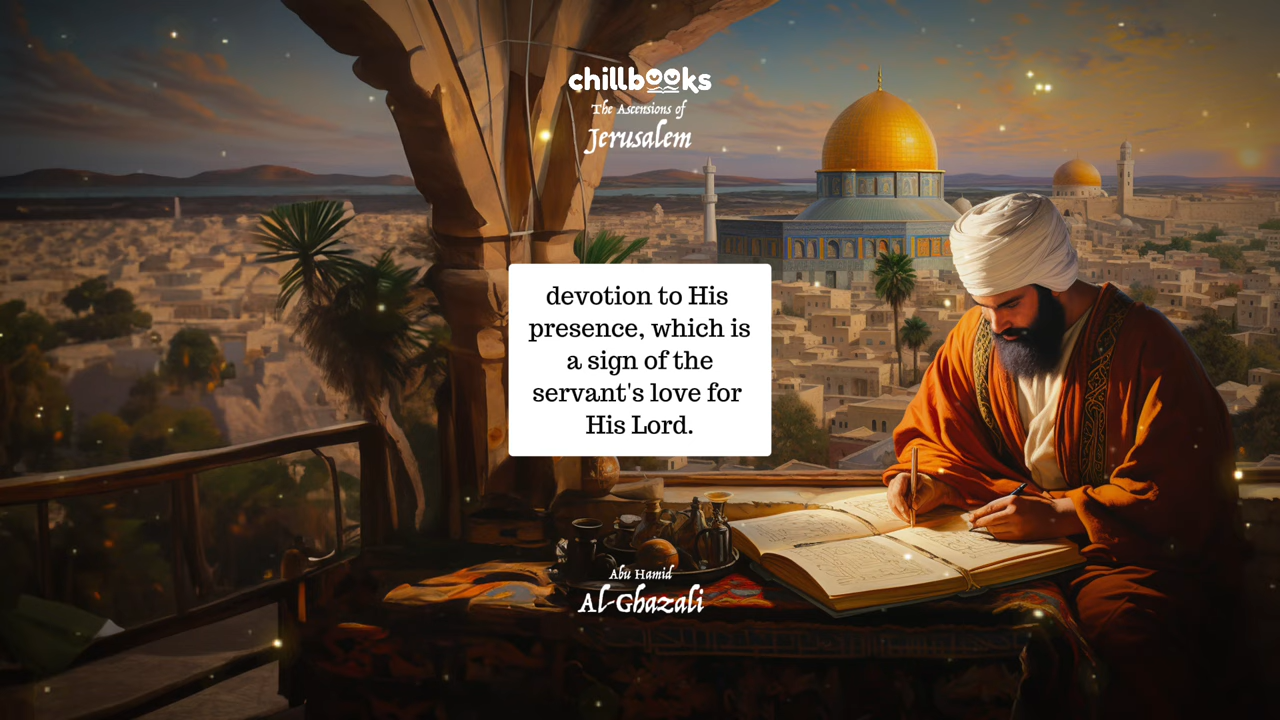 chillbooks
The Ascensions of
Jerusalem
devotion to His
presence, which is
a sign of the
servant's love for
His Lord.
Abu Hamid
Al-Ghazali